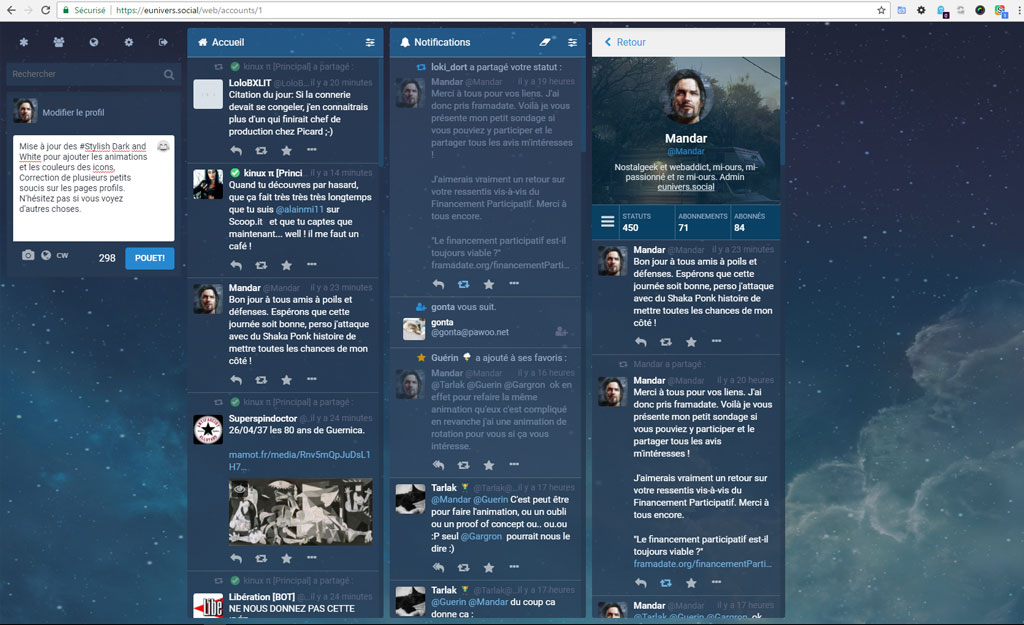 Sécurisé https://eunivers.social/web/accounts/1
Rechercher
Modifier le profil
Mise à jour des #Stylish Dark and
White pour ajouter les animations
et les couleurs des icons,
Correction de plusieurs petits
soucis sur les pages profils.
N'hésitez pas si vous voyez
d'autres choses.
CW
298
POUET!
Accueil
kinux π [Principal] a partagé :
LoloBXLIT @LoloB... il y a 20 minutes
Citation du jour: Si la connerie
devait se congeler, j'en connaitrais
plus d'un qui finirait chef de
production chez Picard ;-)
kinux π [Princi... il y a 14 minutes
Quand tu découvres par hasard,
que ça fait très très très longtemps
que tu suis @alainmi11 sur
Scoop.it et que tu captes que
maintenant... well ! il me faut un
café !
Mandar @Mandar il y a 23 minutes
Bon jour à tous amis à poils et
défenses. Espérons que cette
journée soit bonne, perso j'attaque
avec du Shaka Ponk histoire de
mettre toutes les chances de mon
côté !
kinux π [Principal] a partagé :
Superspindoctor @... il y a 24 minutes
26/04/37 les 80 ans de Guernica.
mamot.fr/media/Rnv5mQpJuDsL1
H7...
kinux π [Principal] a partagé :
Libération [BOT] @... il y a 24 minutes
NE NOUS DONNEZ PAS CETTE
Notifications
loki_dort a partagé votre statut :
Mandar @Mandar il y a 19 heures
Merci à tous pour vos liens. J'ai
donc pris framadate. Voilà je vous
présente mon petit sondage si
vous pouviez y participer et le
partager tous les avis m'intéresses
!
J'aimerais vraiment un retour sur
votre ressentis vis-à-vis du
Financement Participatif. Merci à
tous encore.
"Le financement participatif est-il
toujours viable ?"
framadate.org/financementParti...
gonta vous suit.
gonta
@gonta@pawoo.net
Guérin a ajouté à ses favoris :
Mandar @Mandar il y a 16 heures
@Tarlak @Guerin @Gargron ok en
effet pour refaire la même
animation qu'eux c'est compliqué
en revanche j'ai une animation de
rotation pour vous si ça vous
intéresse.
Tarlak @Tarlak@... il y a 17 heures
@Mandar @Guerin C'est peut être
pour faire l'animation, ou un oubli
ou un proof of concept ou.. ou.ou
:P seul @Gargron pourrait nous le
dire :)
Tarlak @Tarlak@... il y a 17 heures
@Guerin @Mandar du coup ca
donne ça :
Retour
Mandar
@Mandar
Nostalgeek et webaddict, mi-ours, mi-
passionné et re mi-ours. Admin
eunivers.social
STATUTS
450
ABONNEMENTS
71
ABONNÉS
84
Mandar @Mandar il y a 23 minutes
Bon jour à tous amis à poils et
défenses. Espérons que cette
journée soit bonne, perso j'attaque
avec du Shaka Ponk histoire de
mettre toutes les chances de mon
côté !
Mandar a partagé :
Mandar @Mandar il y a 20 heures
Merci à tous pour vos liens. J'ai
donc pris framadate. Voilà je vous
présente mon petit sondage si
vous pouviez y participer et le
partager tous les avis
m'intéresses !
J'aimerais vraiment un retour sur
votre ressentis vis-à-vis du
Financement Participatif. Merci à
tous encore.
"Le financement participatif est-il
toujours viable ?"
framadate.org/financementParti...
Mandar @Mandar il y a 17 heures
@Tarlak @Guerin @Gargron ok